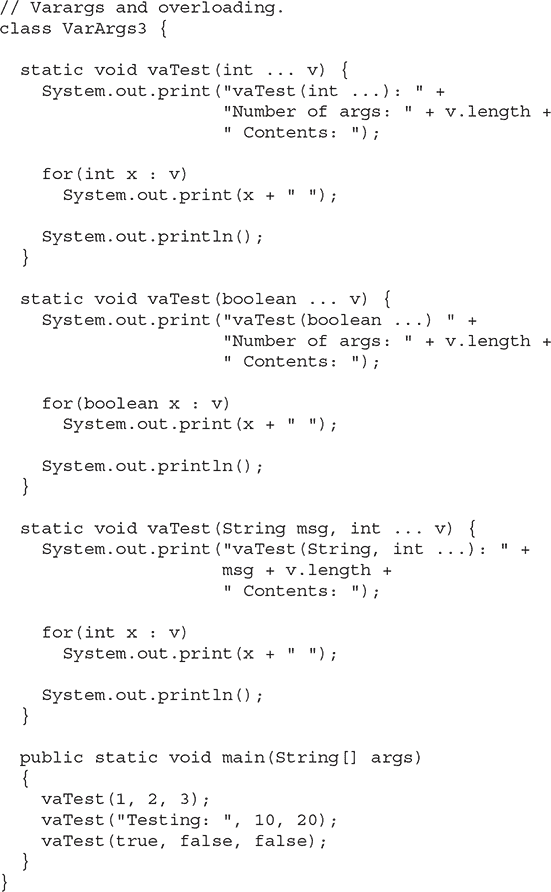 // Varargs and overloading.
class VarArgs3 {

  static void vaTest(int ... v) {
    System.out.print("vaTest(int ...): " +
                     "Number of args: " + v.length +
                     " Contents: ");

    for(int x : v)
      System.out.print(x + " ");

    System.out.println();
  }

  static void vaTest(boolean ... v) {
    System.out.print("vaTest(boolean ...) " +
                     "Number of args: " + v.length +
                     " Contents: ");

    for(boolean x : v)
      System.out.print(x + " ");

    System.out.println();
  }

  static void vaTest(String msg, int ... v) {
    System.out.print("vaTest(String, int ...): " +
                     msg + v.length +
                     " Contents: ");

    for(int x : v)
      System.out.print(x + " ");

    System.out.println();
  }

  public static void main(String[] args)
  {
    vaTest(1, 2, 3);
    vaTest("Testing: ", 10, 20);
    vaTest(true, false, false);
  }
}